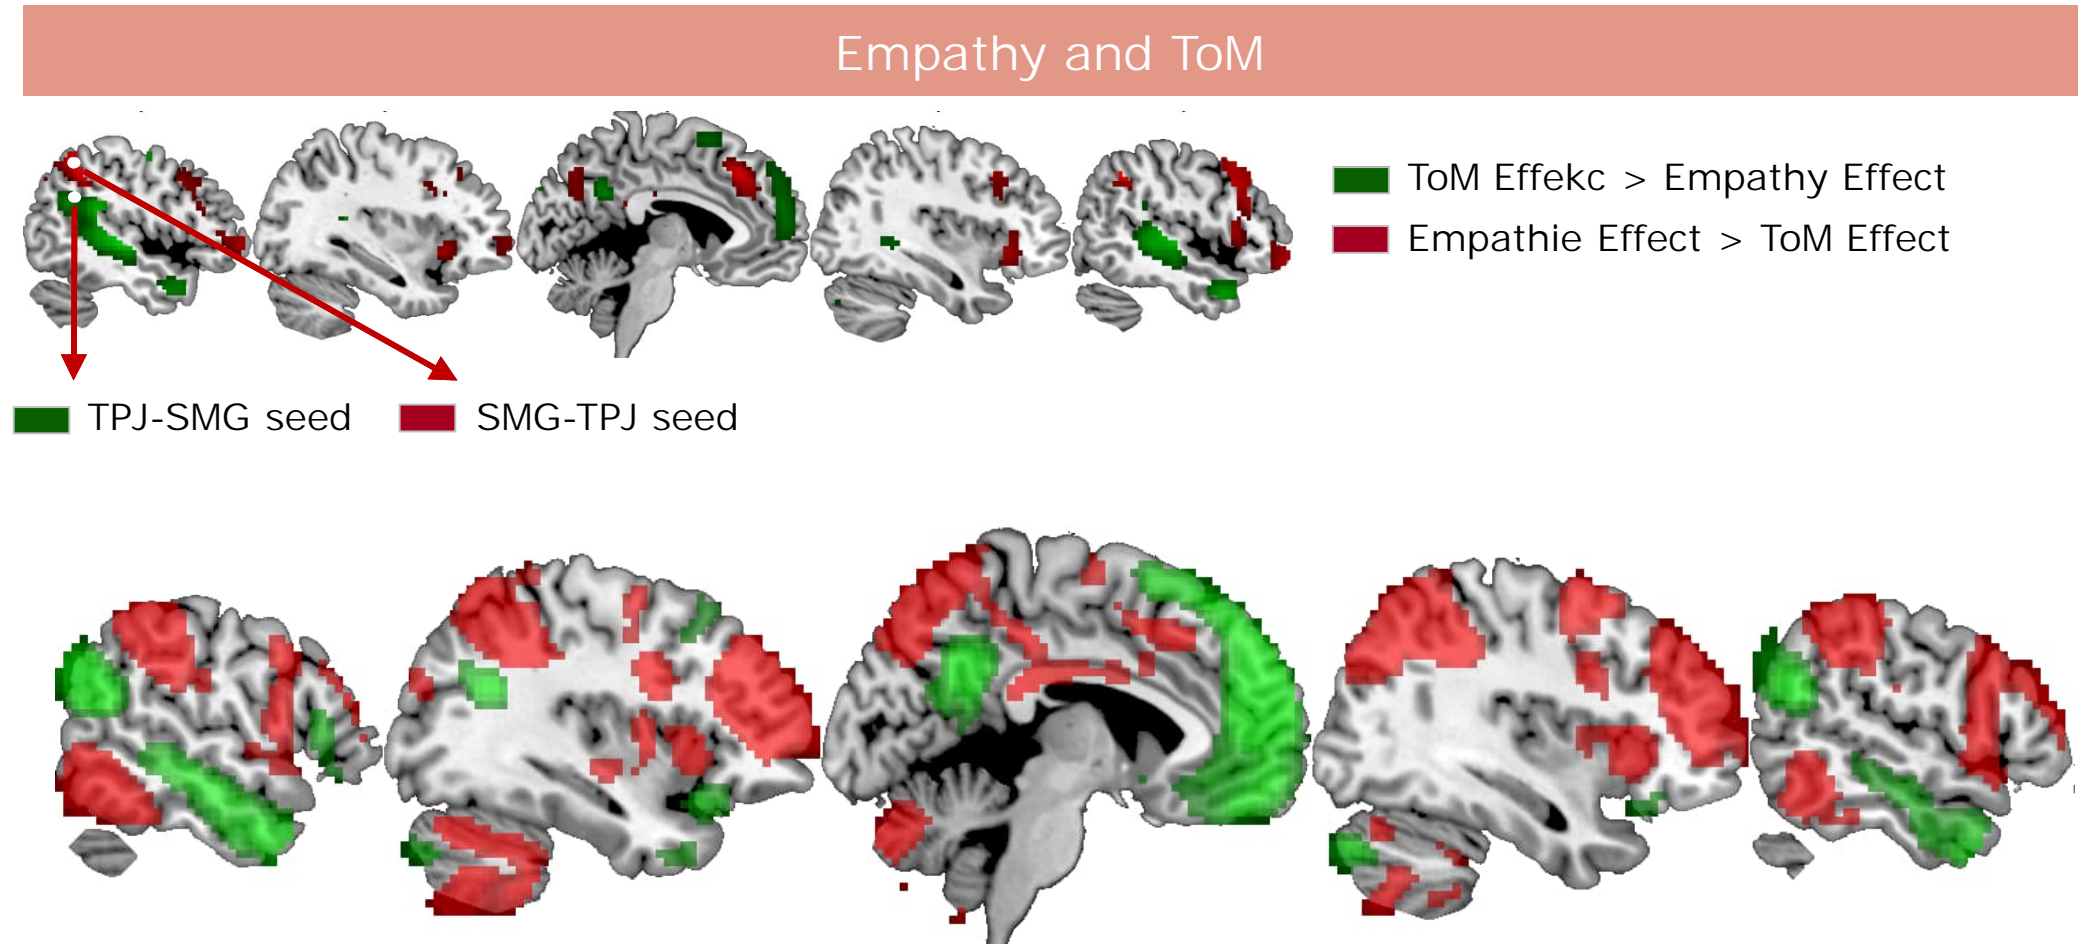 Empathy and ToM
ToM Effekc > Empathy Effect
Empathie Effect > ToM Effect
TPJ-SMG seed
SMG-TPJ seed